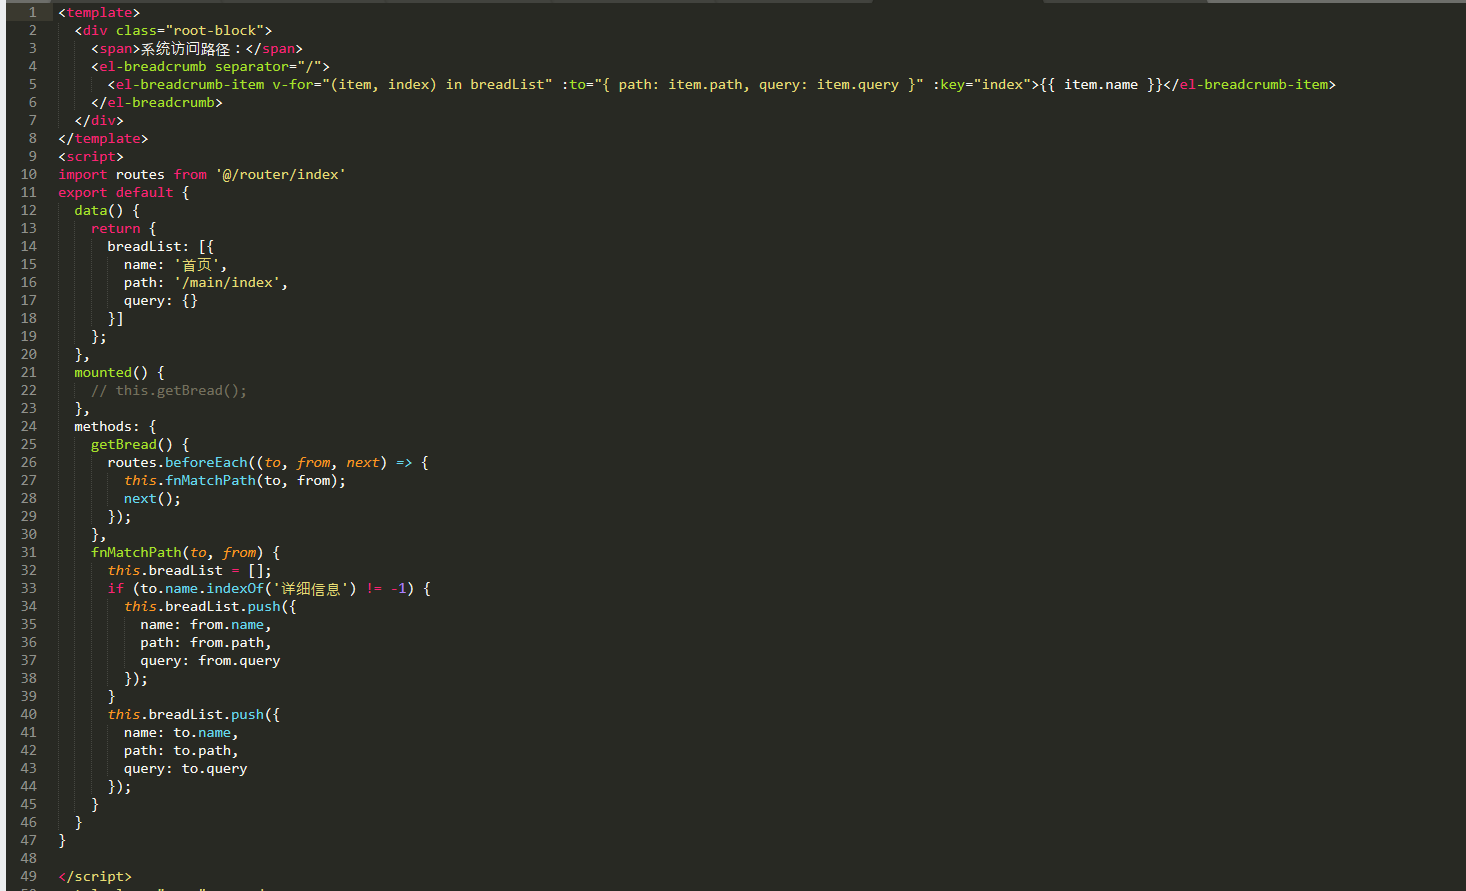 1 <template>
2   <div class="root-block">
3     <span>系统访问路径：</span>
4     <el-breadcrumb separator="/">
5       <el-breadcrumb-item v-for="(item, index) in breadList" :to="{ path: item.path, query: item.query }" :key="index">{{ item.name }}</el-breadcrumb-item>
6     </el-breadcrumb>
7   </div>
8 </template>
9 <script>
10 import routes from '@/router/index'
11 export default {
12   data() {
13     return {
14       breadList: [{
15         name: '首页',
16         path: '/main/index',
17         query: {}
18       }]
19     };
20   },
21   mounted() {
22     // this.getBread();
23   },
24   methods: {
25     getBread() {
26       routes.beforeEach((to, from, next) => {
27         this.fnMatchPath(to, from);
28         next();
29       });
30     },
31     fnMatchPath(to, from) {
32       this.breadList = [];
33       if (to.name.indexOf('详细信息') != -1) {
34         this.breadList.push({
35           name: from.name,
36           path: from.path,
37           query: from.query
38         });
39       }
40       this.breadList.push({
41         name: to.name,
42         path: to.path,
43         query: to.query
44       });
45     }
46   }
47 }
48
49 </script>